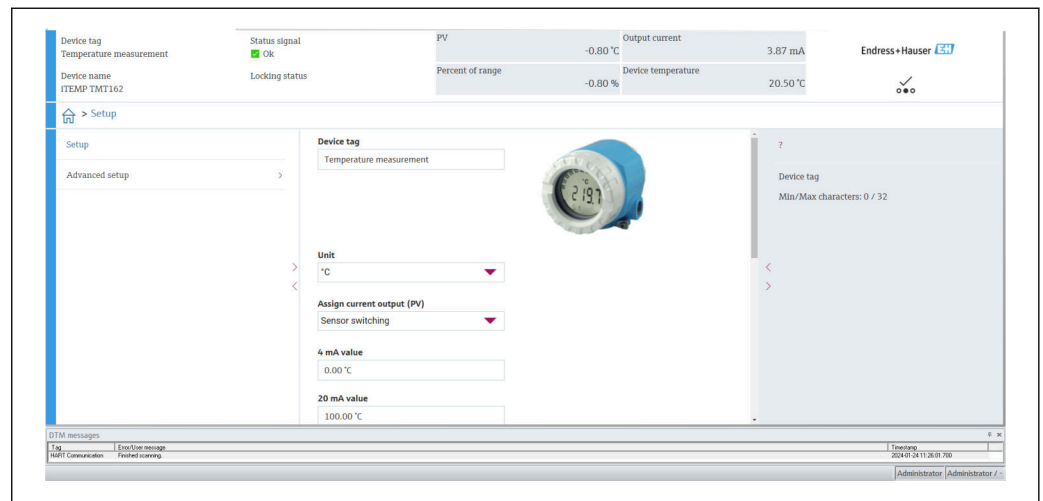 Device tag
Temperature measurement
Status signal
Ok
PV
-0.80 °C
Output current
3.87 mA
Endress+Hauser EH
Device name
iTEMP TMT162
Locking status
Percent of range
-0.80 %
Device temperature
20.50 °C
> Setup
Setup
Advanced setup >
Device tag
Temperature measurement
°C
219.7
Unit
°C
Assign current output (PV)
Sensor switching
4 mA value
0.00 °C
20 mA value
100.00 °C
?
Device tag
Min/Max characters: 0 / 32
DTM messages
Tag Error/User message Timestamp
HART Communication Finished scanning. 2024-01-24 11:26:01.700
Administrator Administrator / -